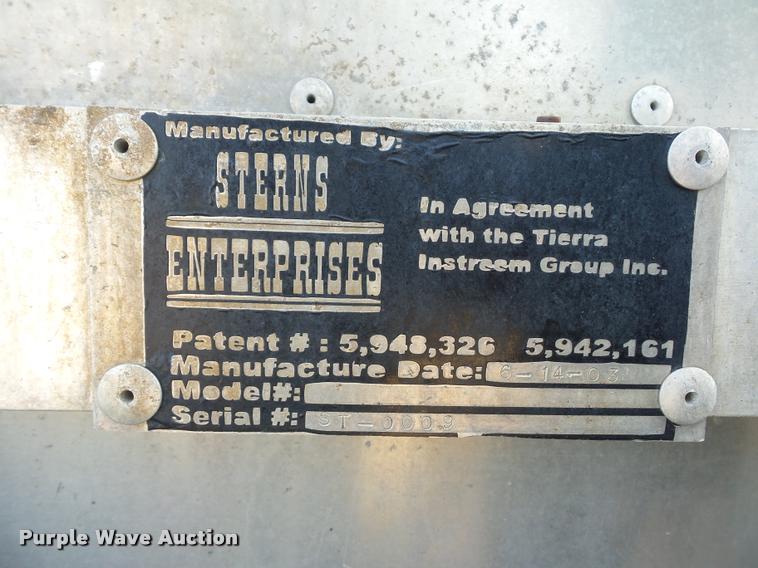 Manufactured By:
STERNS
ENTERPRISES
In Agreement
with the Tierra
Instreem Group Inc.
Patent # : 5,948,326 5,942,161
Manufacture Date: 6-14-03
Model#:
Serial #: ST-0009
Purple Wave Auction